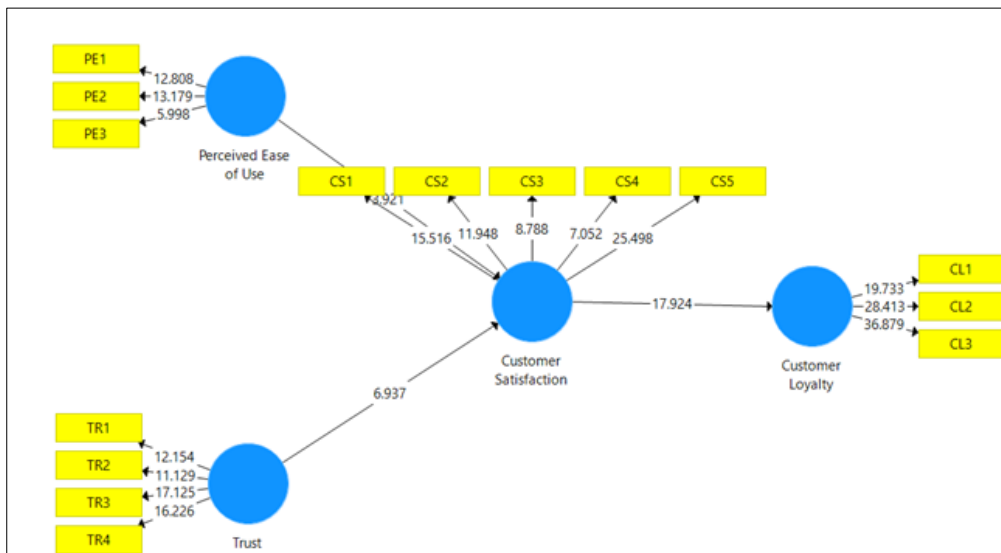 PE1
12.808
PE2
13.179
PE3
5.998
Perceived Ease
of Use
CS1
CS2
CS3
CS4
CS5
3.921
15.516
11.948
8.788
7.052
25.498
Customer
Satisfaction
17.924
CL1
19.733
CL2
28.413
CL3
36.879
Customer
Loyalty
6.937
TR1
12.154
TR2
11.129
TR3
17.125
TR4
16.226
Trust